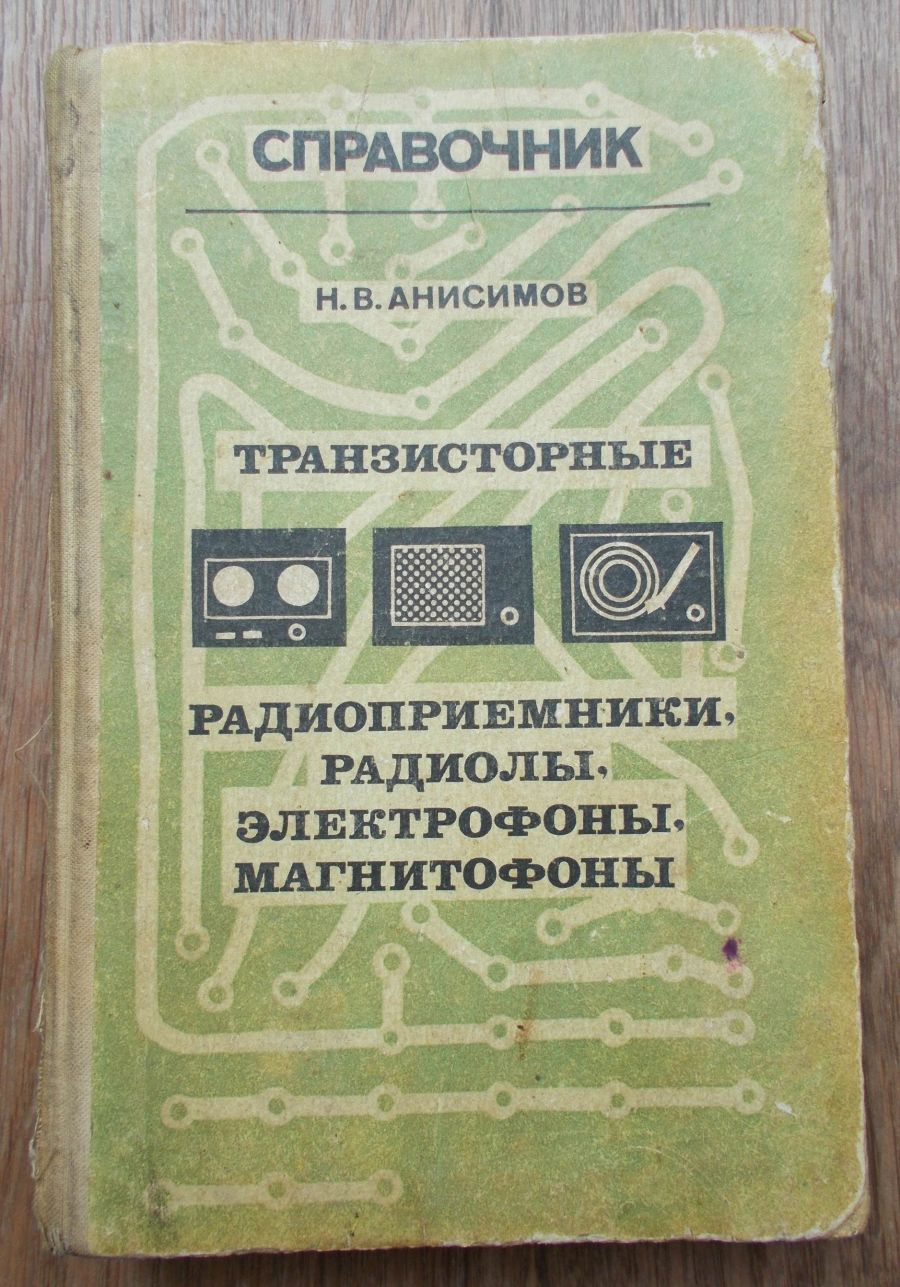 СПРАВОЧНИК
Н. В. АНИСИМОВ
ТРАНЗИСТОРНЫЕ
РАДИОПРИЕМНИКИ,
РАДИОЛЫ,
ЭЛЕКТРОФОНЫ,
МАГНИТОФОНЫ